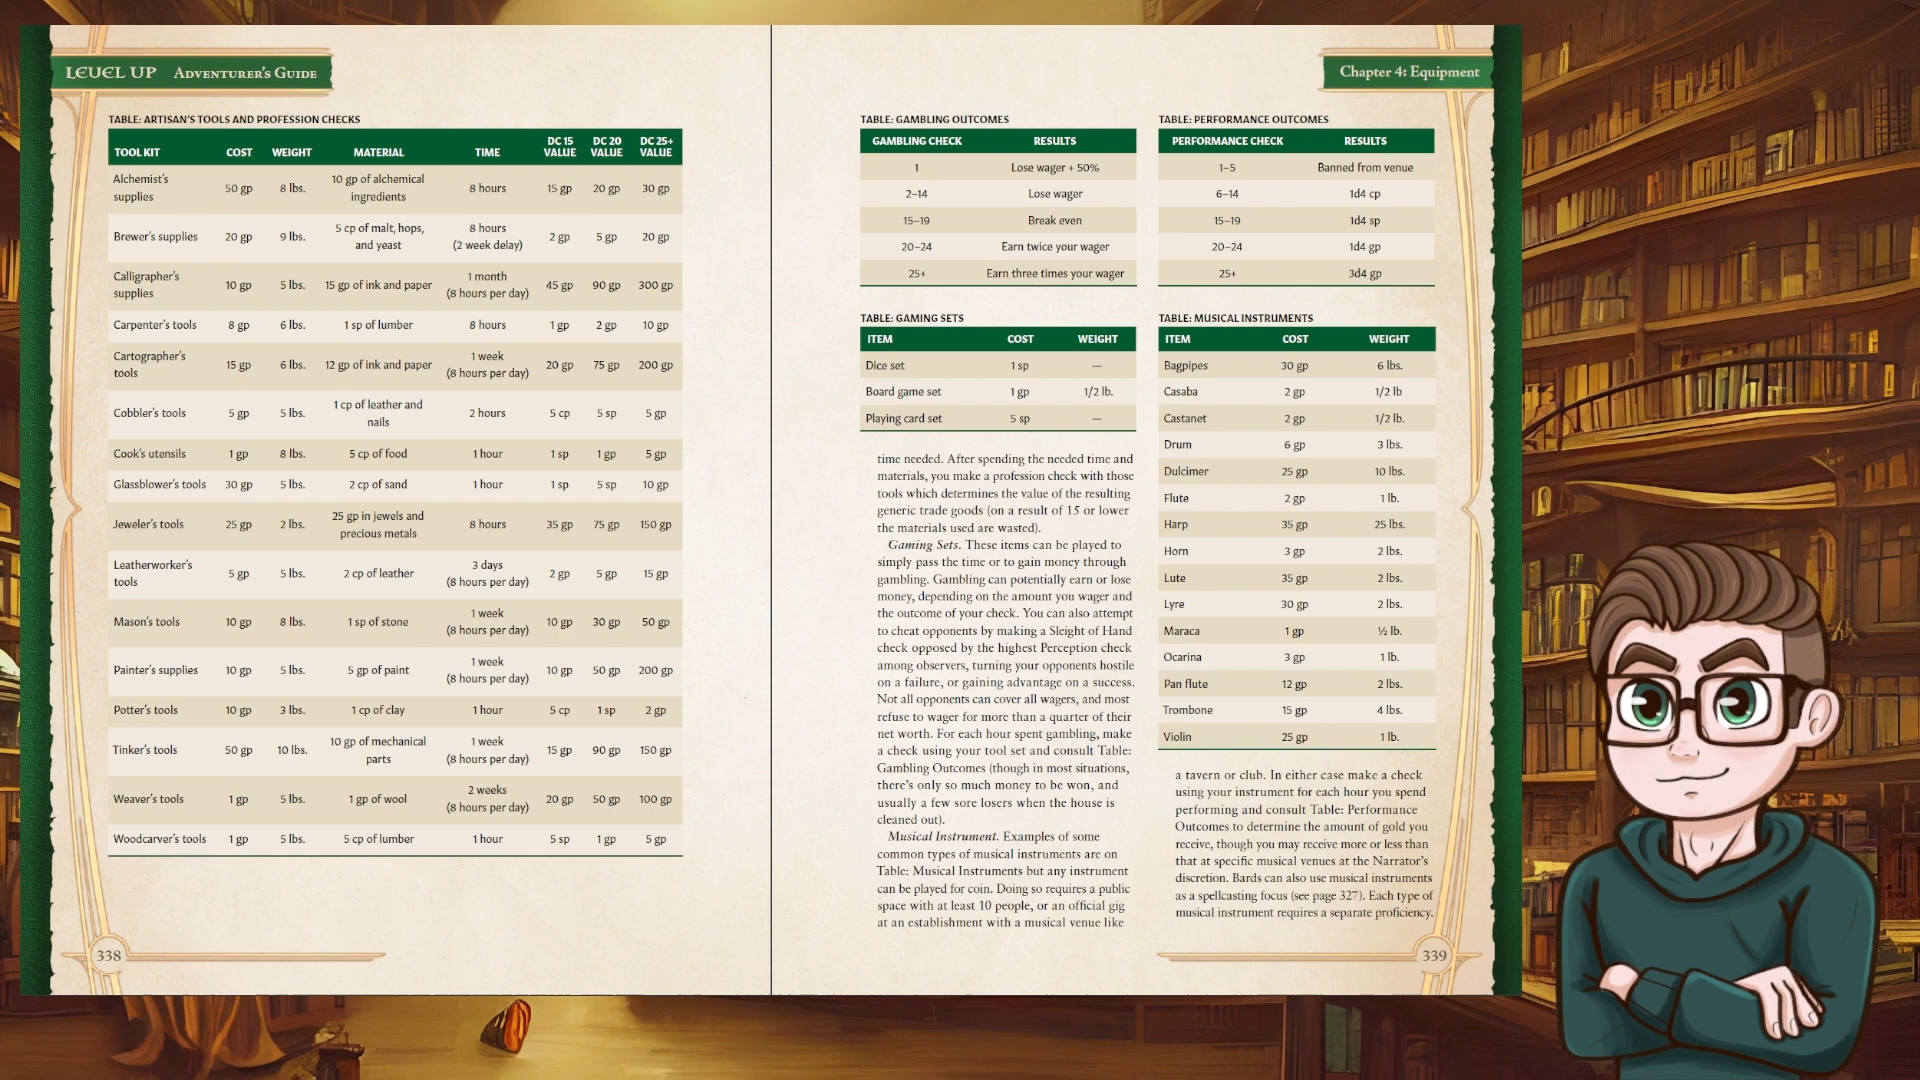 LEVEL UP Adventurer's Guide
TABLE: ARTISAN'S TOOLS AND PROFESSION CHECKS
TOOL KIT COST WEIGHT MATERIAL TIME DC 15 VALUE DC 20 VALUE DC 25+ VALUE
Alchemist's supplies 50 gp 8 lbs. 10 gp of alchemical ingredients 8 hours 15 gp 20 gp 30 gp
Brewer's supplies 20 gp 9 lbs. 5 cp of malt, hops, and yeast 8 hours (2 week delay) 2 gp 5 gp 20 gp
Calligrapher's supplies 10 gp 5 lbs. 15 gp of ink and paper 1 month (8 hours per day) 45 gp 90 gp 300 gp
Carpenter's tools 8 gp 6 lbs. 1 sp of lumber 8 hours 1 gp 2 gp 10 gp
Cartographer's tools 15 gp 6 lbs. 12 gp of ink and paper 1 week (8 hours per day) 20 gp 75 gp 200 gp
Cobbler's tools 5 gp 5 lbs. 1 cp of leather and nails 2 hours 5 cp 5 sp 5 gp
Cook's utensils 1 gp 8 lbs. 5 cp of food 1 hour 1 sp 1 gp 5 gp
Glassblower's tools 30 gp 5 lbs. 2 cp of sand 1 hour 1 sp 5 sp 10 gp
Jeweler's tools 25 gp 2 lbs. 25 gp in jewels and precious metals 8 hours 35 gp 75 gp 150 gp
Leatherworker's tools 5 gp 5 lbs. 2 cp of leather 3 days (8 hours per day) 2 gp 5 gp 15 gp
Mason's tools 10 gp 8 lbs. 1 sp of stone 1 week (8 hours per day) 10 gp 30 gp 50 gp
Painter's supplies 10 gp 5 lbs. 5 gp of paint 1 week (8 hours per day) 10 gp 50 gp 200 gp
Potter's tools 10 gp 3 lbs. 1 cp of clay 1 hour 5 cp 1 sp 2 gp
Tinker's tools 50 gp 10 lbs. 10 gp of mechanical parts 1 week (8 hours per day) 15 gp 90 gp 150 gp
Weaver's tools 1 gp 5 lbs. 1 gp of wool 2 weeks (8 hours per day) 20 gp 50 gp 100 gp
Woodcarver's tools 1 gp 5 lbs. 5 cp of lumber 1 hour 5 sp 1 gp 5 gp
338
Chapter 4: Equipment
TABLE: GAMBLING OUTCOMES
GAMBLING CHECK RESULTS
1 Lose wager + 50%
2–14 Lose wager
15–19 Break even
20–24 Earn twice your wager
25+ Earn three times your wager
TABLE: GAMING SETS
ITEM COST WEIGHT
Dice set 1 sp —
Board game set 1 gp 1/2 lb.
Playing card set 5 sp —
time needed. After spending the needed time and
materials, you make a profession check with those
tools which determines the value of the resulting
generic trade goods (on a result of 15 or lower
the materials used are wasted).
Gaming Sets. These items can be played to
simply pass the time or to gain money through
gambling. Gambling can potentially earn or lose
money, depending on the amount you wager and
the outcome of your check. You can also attempt
to cheat opponents by making a Sleight of Hand
check opposed by the highest Perception check
among observers, turning your opponents hostile
on a failure, or gaining advantage on a success.
Not all opponents can cover all wagers, and most
refuse to wager for more than a quarter of their
net worth. For each hour spent gambling, make
a check using your tool set and consult Table:
Gambling Outcomes (though in most situations,
there's only so much money to be won, and
usually a few sore losers when the house is
cleaned out).
Musical Instrument. Examples of some
common types of musical instruments are on
Table: Musical Instruments but any instrument
can be played for coin. Doing so requires a public
space with at least 10 people, or an official gig
at an establishment with a musical venue like
TABLE: PERFORMANCE OUTCOMES
PERFORMANCE CHECK RESULTS
1–5 Banned from venue
6–14 1d4 cp
15–19 1d4 sp
20–24 1d4 gp
25+ 3d4 gp
TABLE: MUSICAL INSTRUMENTS
ITEM COST WEIGHT
Bagpipes 30 gp 6 lbs.
Casaba 2 gp 1/2 lb
Castanet 2 gp 1/2 lb.
Drum 6 gp 3 lbs.
Dulcimer 25 gp 10 lbs.
Flute 2 gp 1 lb.
Harp 35 gp 25 lbs.
Horn 3 gp 2 lbs.
Lute 35 gp 2 lbs.
Lyre 30 gp 2 lbs.
Maraca 1 gp ½ lb.
Ocarina 3 gp 1 lb.
Pan flute 12 gp 2 lbs.
Trombone 15 gp 4 lbs.
Violin 25 gp 1 lb.
a tavern or club. In either case make a check
using your instrument for each hour you spend
performing and consult Table: Performance
Outcomes to determine the amount of gold you
receive, though you may receive more or less than
that at specific musical venues at the Narrator's
discretion. Bards can also use musical instruments
as a spellcasting focus (see page 327). Each type of
musical instrument requires a separate proficiency.
339